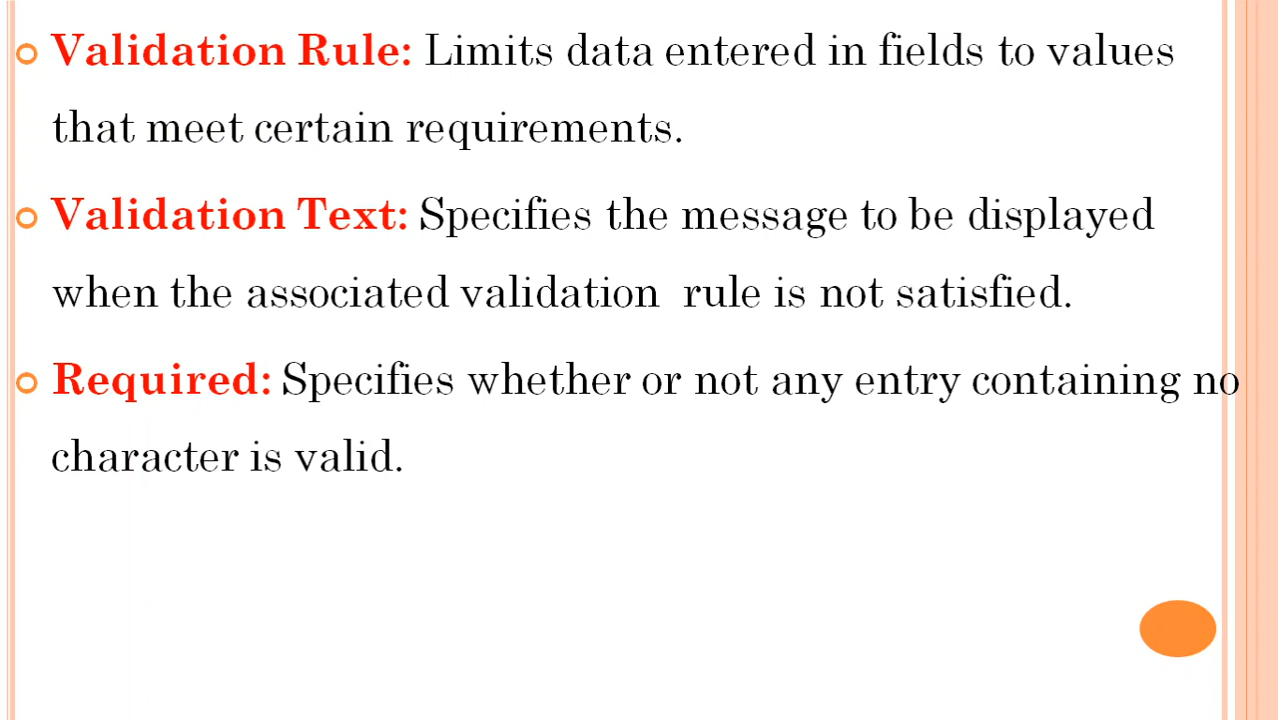 Validation Rule: Limits data entered in fields to values
that meet certain requirements.
Validation Text: Specifies the message to be displayed
when the associated validation  rule is not satisfied.
Required: Specifies whether or not any entry containing no
character is valid.